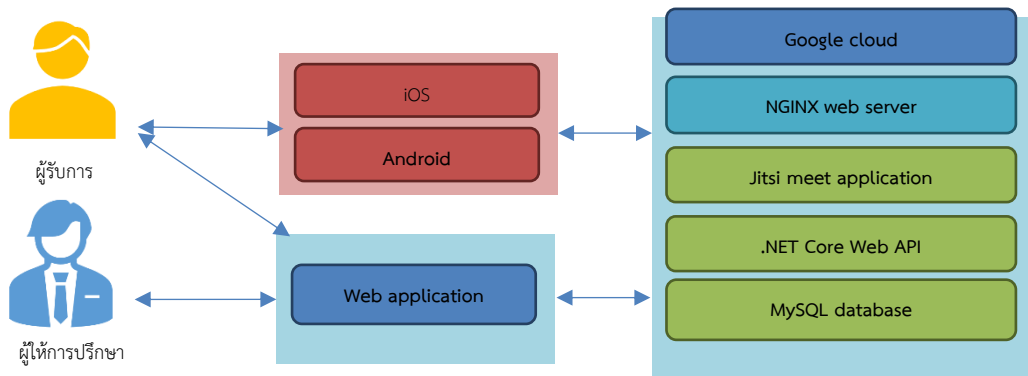 ผู้รับการ
ผู้ให้การปรึกษา
iOS
Android
Web application
Google cloud
NGINX web server
Jitsi meet application
.NET Core Web API
MySQL database